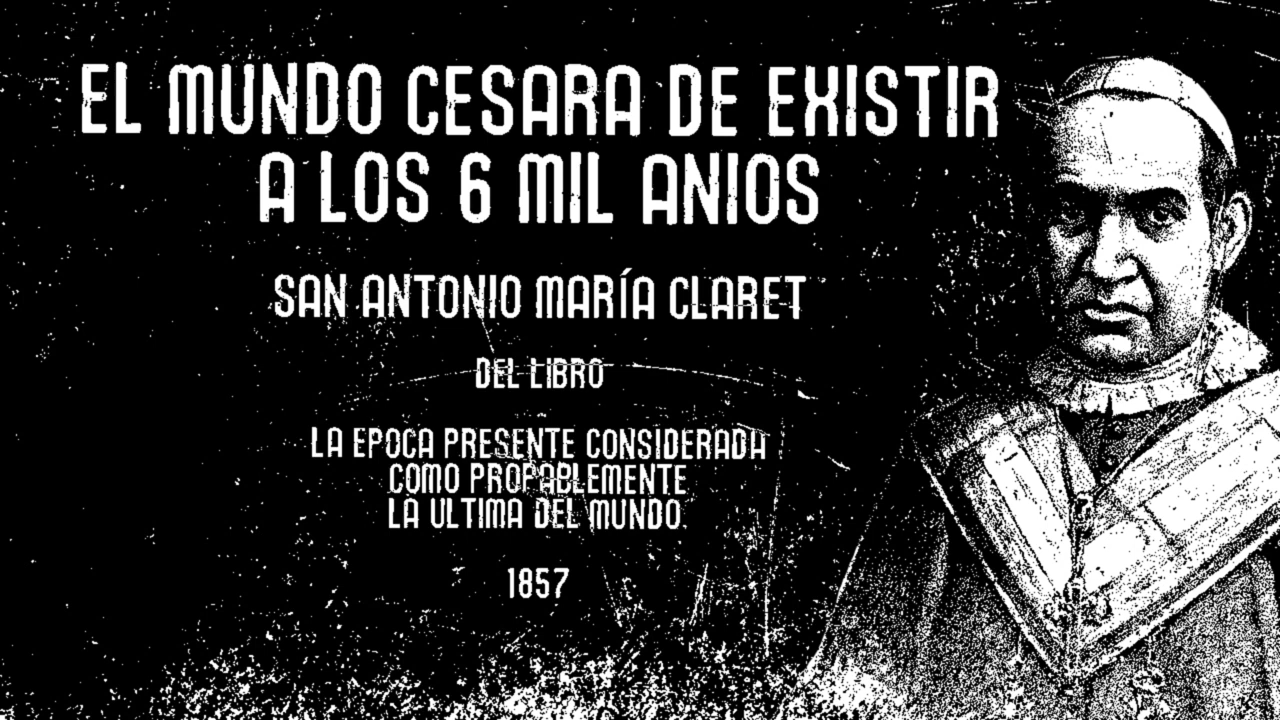 EL MUNDO CESARA DE EXISTIR
A LOS 6 MIL ANIOS
SAN ANTONIO MARÍA CLARET
DEL LIBRO
LA EPOCA PRESENTE CONSIDERADA
COMO PROPABLEMENTE
LA ULTIMA DEL MUNDO
1857